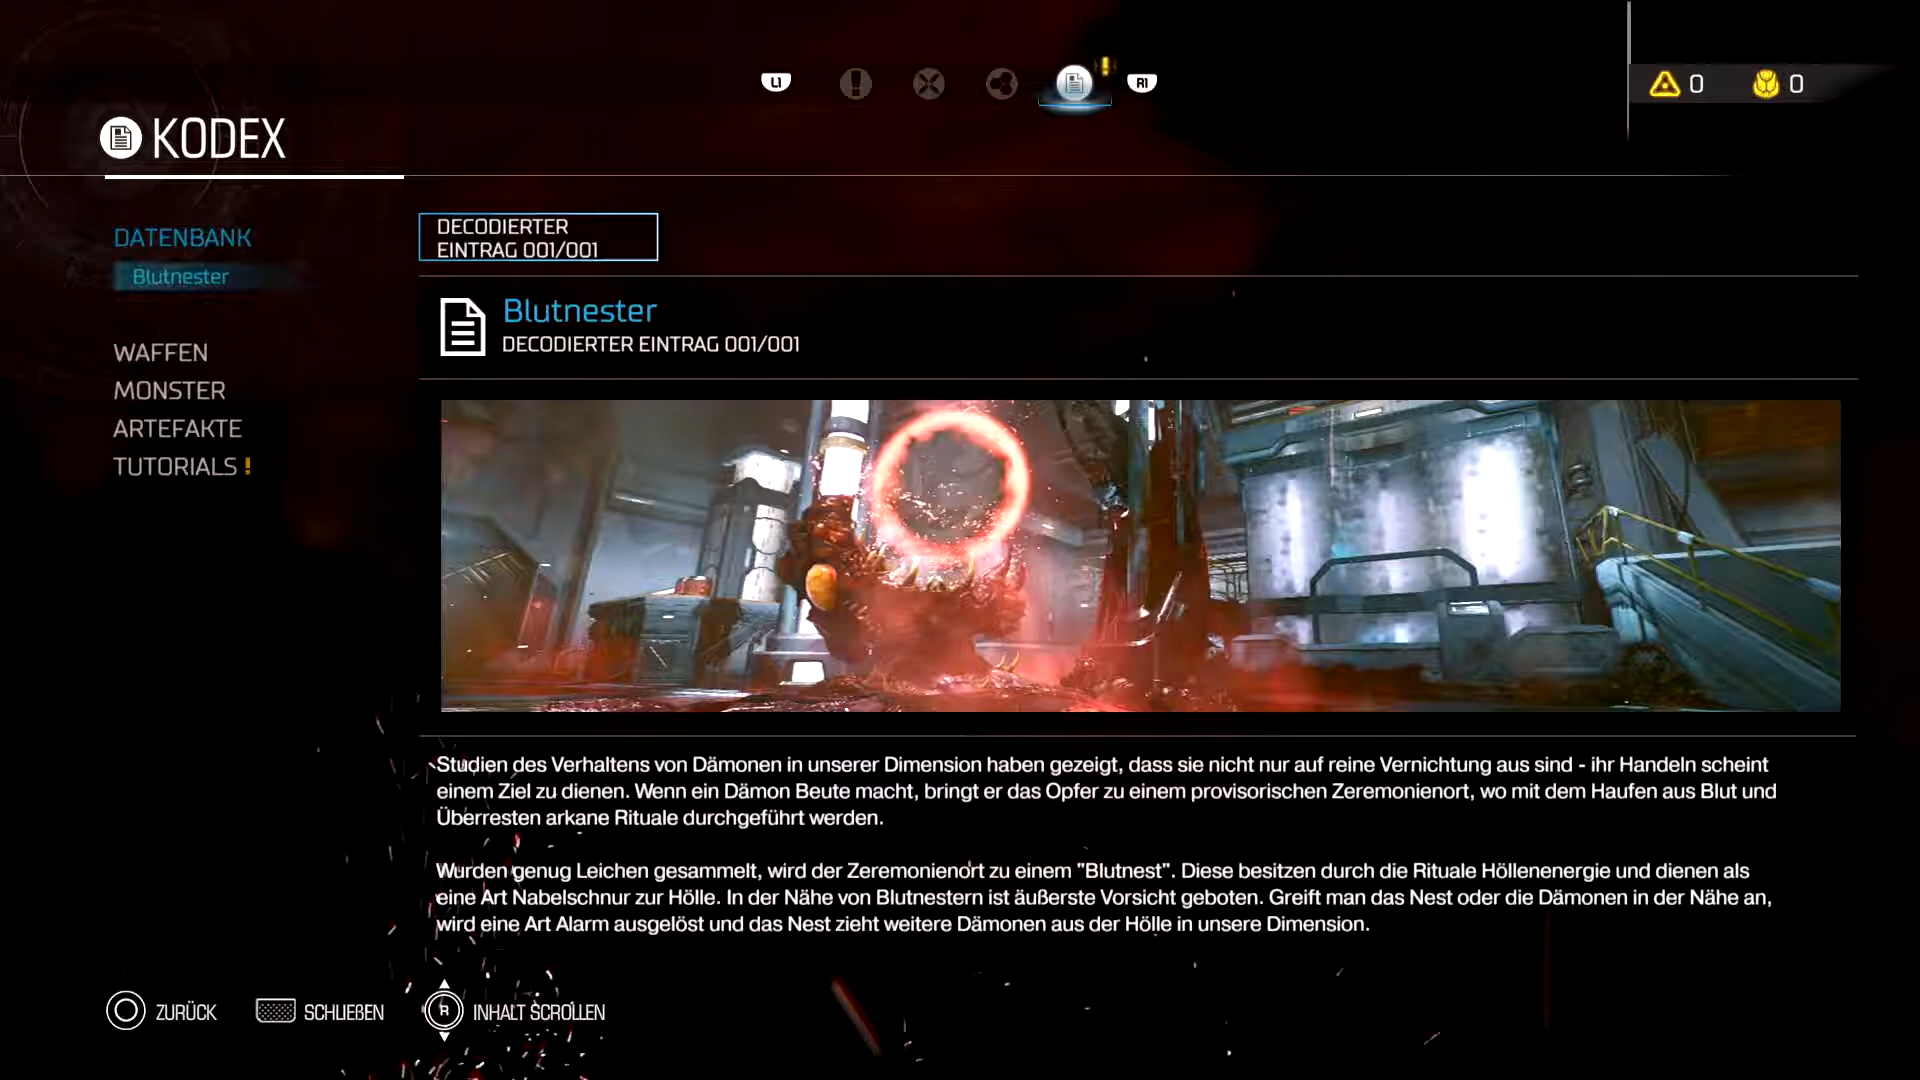 L1
R1
0
0
KODEX
DATENBANK
Blutnester
WAFFEN
MONSTER
ARTEFAKTE
TUTORIALS !
DECODIERTER
EINTRAG 001/001
Blutnester
DECODIERTER EINTRAG 001/001
Studien des Verhaltens von Dämonen in unserer Dimension haben gezeigt, dass sie nicht nur auf reine Vernichtung aus sind - ihr Handeln scheint
einem Ziel zu dienen. Wenn ein Dämon Beute macht, bringt er das Opfer zu einem provisorischen Zeremonienort, wo mit dem Haufen aus Blut und
Überresten arkane Rituale durchgeführt werden.
Wurden genug Leichen gesammelt, wird der Zeremonienort zu einem "Blutnest". Diese besitzen durch die Rituale Höllenenergie und dienen als
eine Art Nabelschnur zur Hölle. In der Nähe von Blutnestern ist äußerste Vorsicht geboten. Greift man das Nest oder die Dämonen in der Nähe an,
wird eine Art Alarm ausgelöst und das Nest zieht weitere Dämonen aus der Hölle in unsere Dimension.
ZURÜCK
SCHLIEßEN
R
INHALT SCROLLEN